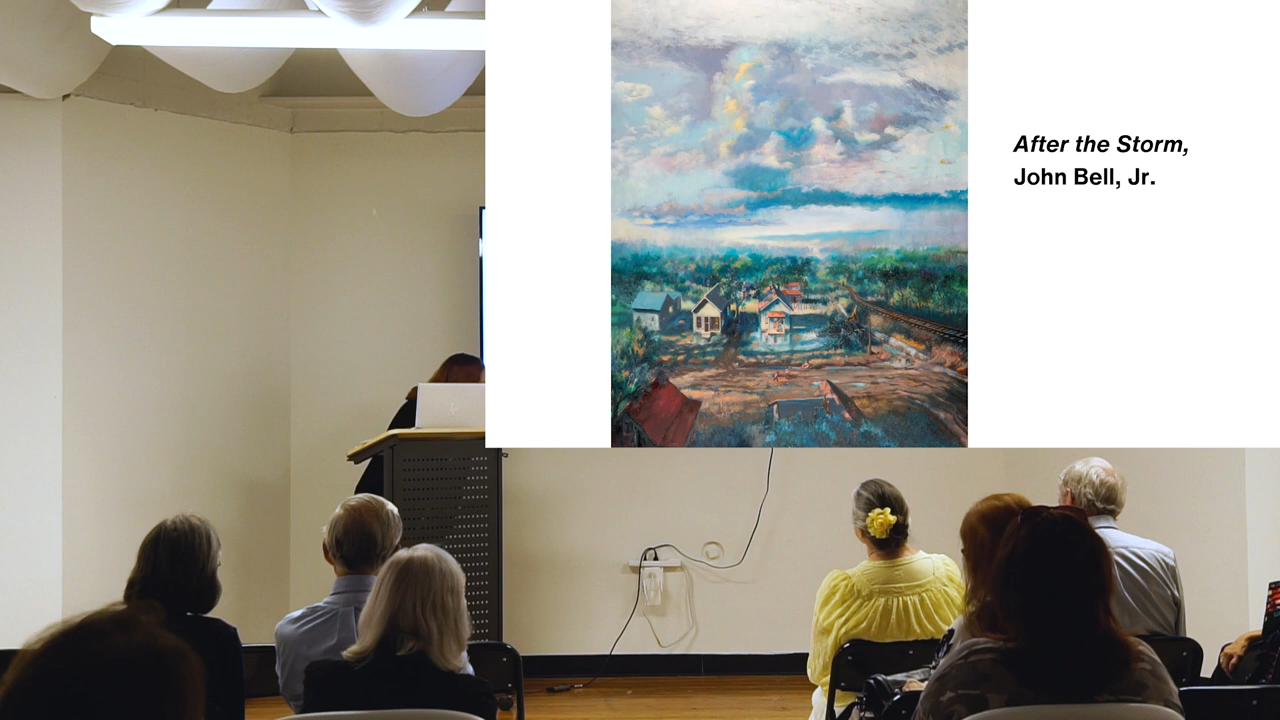 After the Storm,
John Bell, Jr.